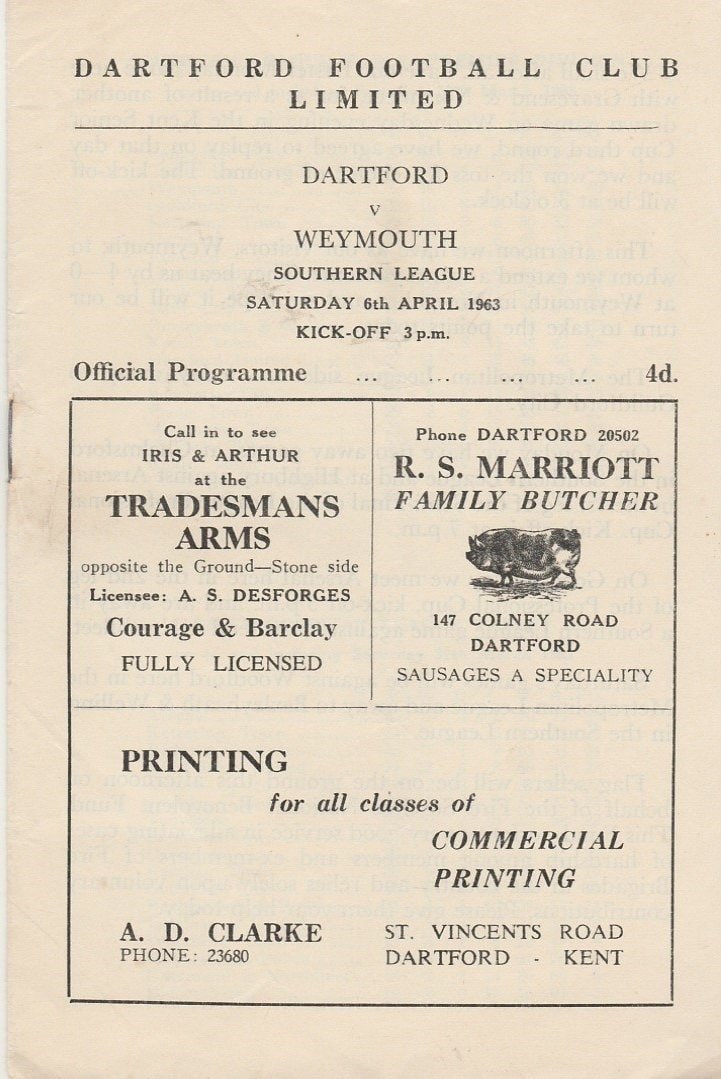 DARTFORD FOOTBALL CLUB
LIMITED
DARTFORD
v
WEYMOUTH
SOUTHERN LEAGUE
SATURDAY 6th APRIL 1963
KICK-OFF 3 p.m.
Official Programme ... ... ... ... 4d.
Call in to see
IRIS & ARTHUR
at the
TRADESMANS
ARMS
opposite the Ground—Stone side
Licensee: A. S. DESFORGES
Courage & Barclay
FULLY LICENSED
Phone DARTFORD 20502
R. S. MARRIOTT
FAMILY BUTCHER
147 COLNEY ROAD
DARTFORD
SAUSAGES A SPECIALITY
PRINTING
for all classes of
COMMERCIAL
PRINTING
A. D. CLARKE
PHONE: 23680
ST. VINCENTS ROAD
DARTFORD - KENT